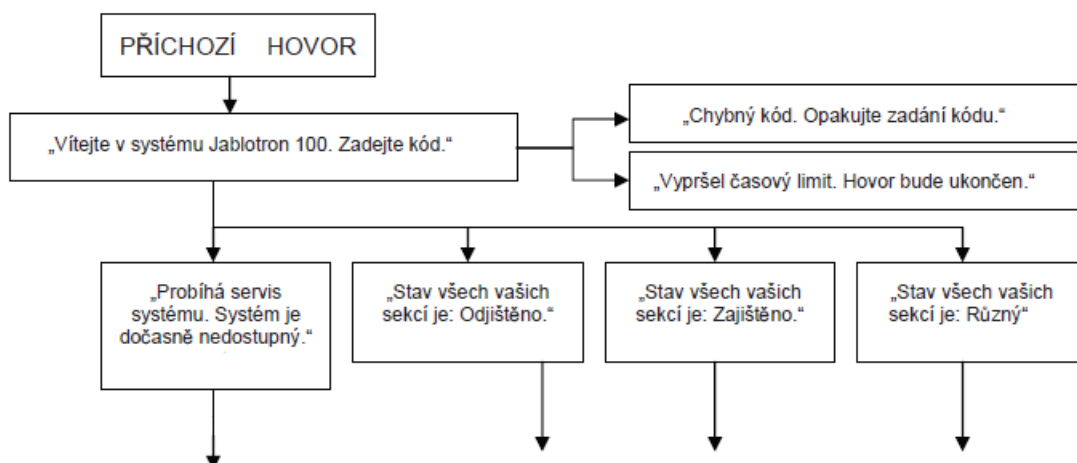 PŘÍCHOZÍ HOVOR
„Vítejte v systému Jablotron 100. Zadejte kód.“
„Chybný kód. Opakujte zadání kódu.“
„Vypršel časový limit. Hovor bude ukončen.“
„Probíhá servis
systému. Systém je
dočasně nedostupný.“
„Stav všech vašich
sekcí je: Odjištěno.“
„Stav všech vašich
sekcí je: Zajištěno.“
„Stav všech vašich
sekcí je: Různý“